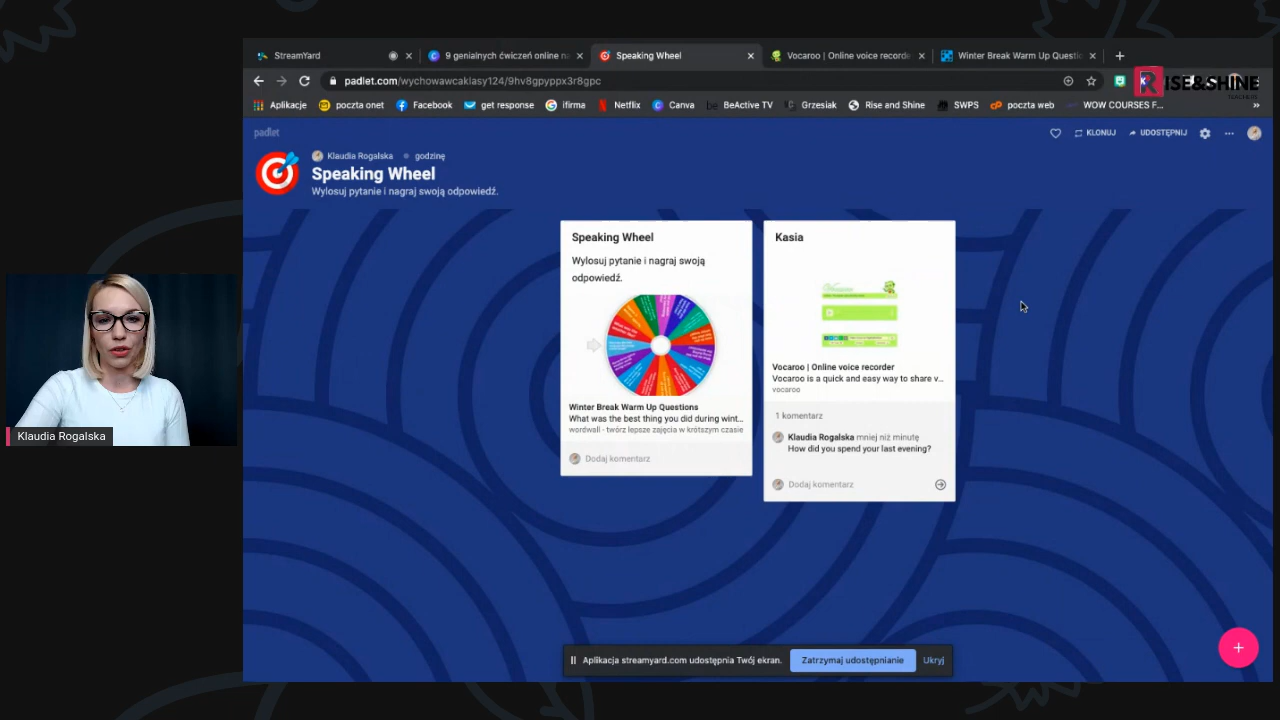 StreamYard
9 genialnych ćwiczeń online na
Speaking Wheel
Vocaroo | Online voice recorde
Winter Break Warm Up Questio
padlet.com/wychowawcaklasy124/9hv8gpyppx3r8gpc
RISE&SHINE
TEACHERS
Aplikacje
poczta onet
Facebook
get response
ifirma
Netflix
Canva
BeActive TV
Grzesiak
Rise and Shine
SWPS
poczta web
WOW COURSES F...
padlet
KLONUJ
UDOSTĘPNIJ
Klaudia Rogalska
godzinę
Speaking Wheel
Wylosuj pytanie i nagraj swoją odpowiedź.
Speaking Wheel
Wylosuj pytanie i nagraj swoją
odpowiedź.
Winter Break Warm Up Questions
What was the best thing you did during wint...
wordwall - twórz lepsze zajęcia w krótszym czasie
Dodaj komentarz
Kasia
Vocaroo
Vocaroo | Online voice recorder
Vocaroo is a quick and easy way to share v...
vocaroo
1 komentarz
Klaudia Rogalska mniej niż minutę
How did you spend your last evening?
Dodaj komentarz
Klaudia Rogalska
Aplikacja streamyard.com udostępnia Twój ekran.
Zatrzymaj udostępnianie
Ukryj